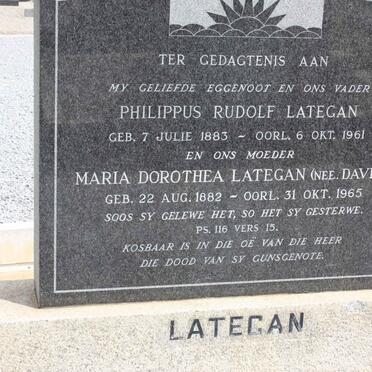 TER GEDAGTENIS AAN
MY GELIEFDE EGGENOOT EN ONS VADER
PHILIPPUS RUDOLF LATEGAN
GEB. 7 JULIE 1883 ~ OORL. 6 OKT. 1961
EN ONS MOEDER
MARIA DOROTHEA LATEGAN (NEE. DAV
GEB. 22 AUG. 1882 ~ OORL. 31 OKT. 1965
SOOS SY GELEWE HET, SO HET SY GESTERWE.
PS. 116 VERS 15.
KOSBAAR IS IN DIE OË VAN DIE HEER
DIE DOOD VAN SY GUNSGENOTE.
LATEGAN